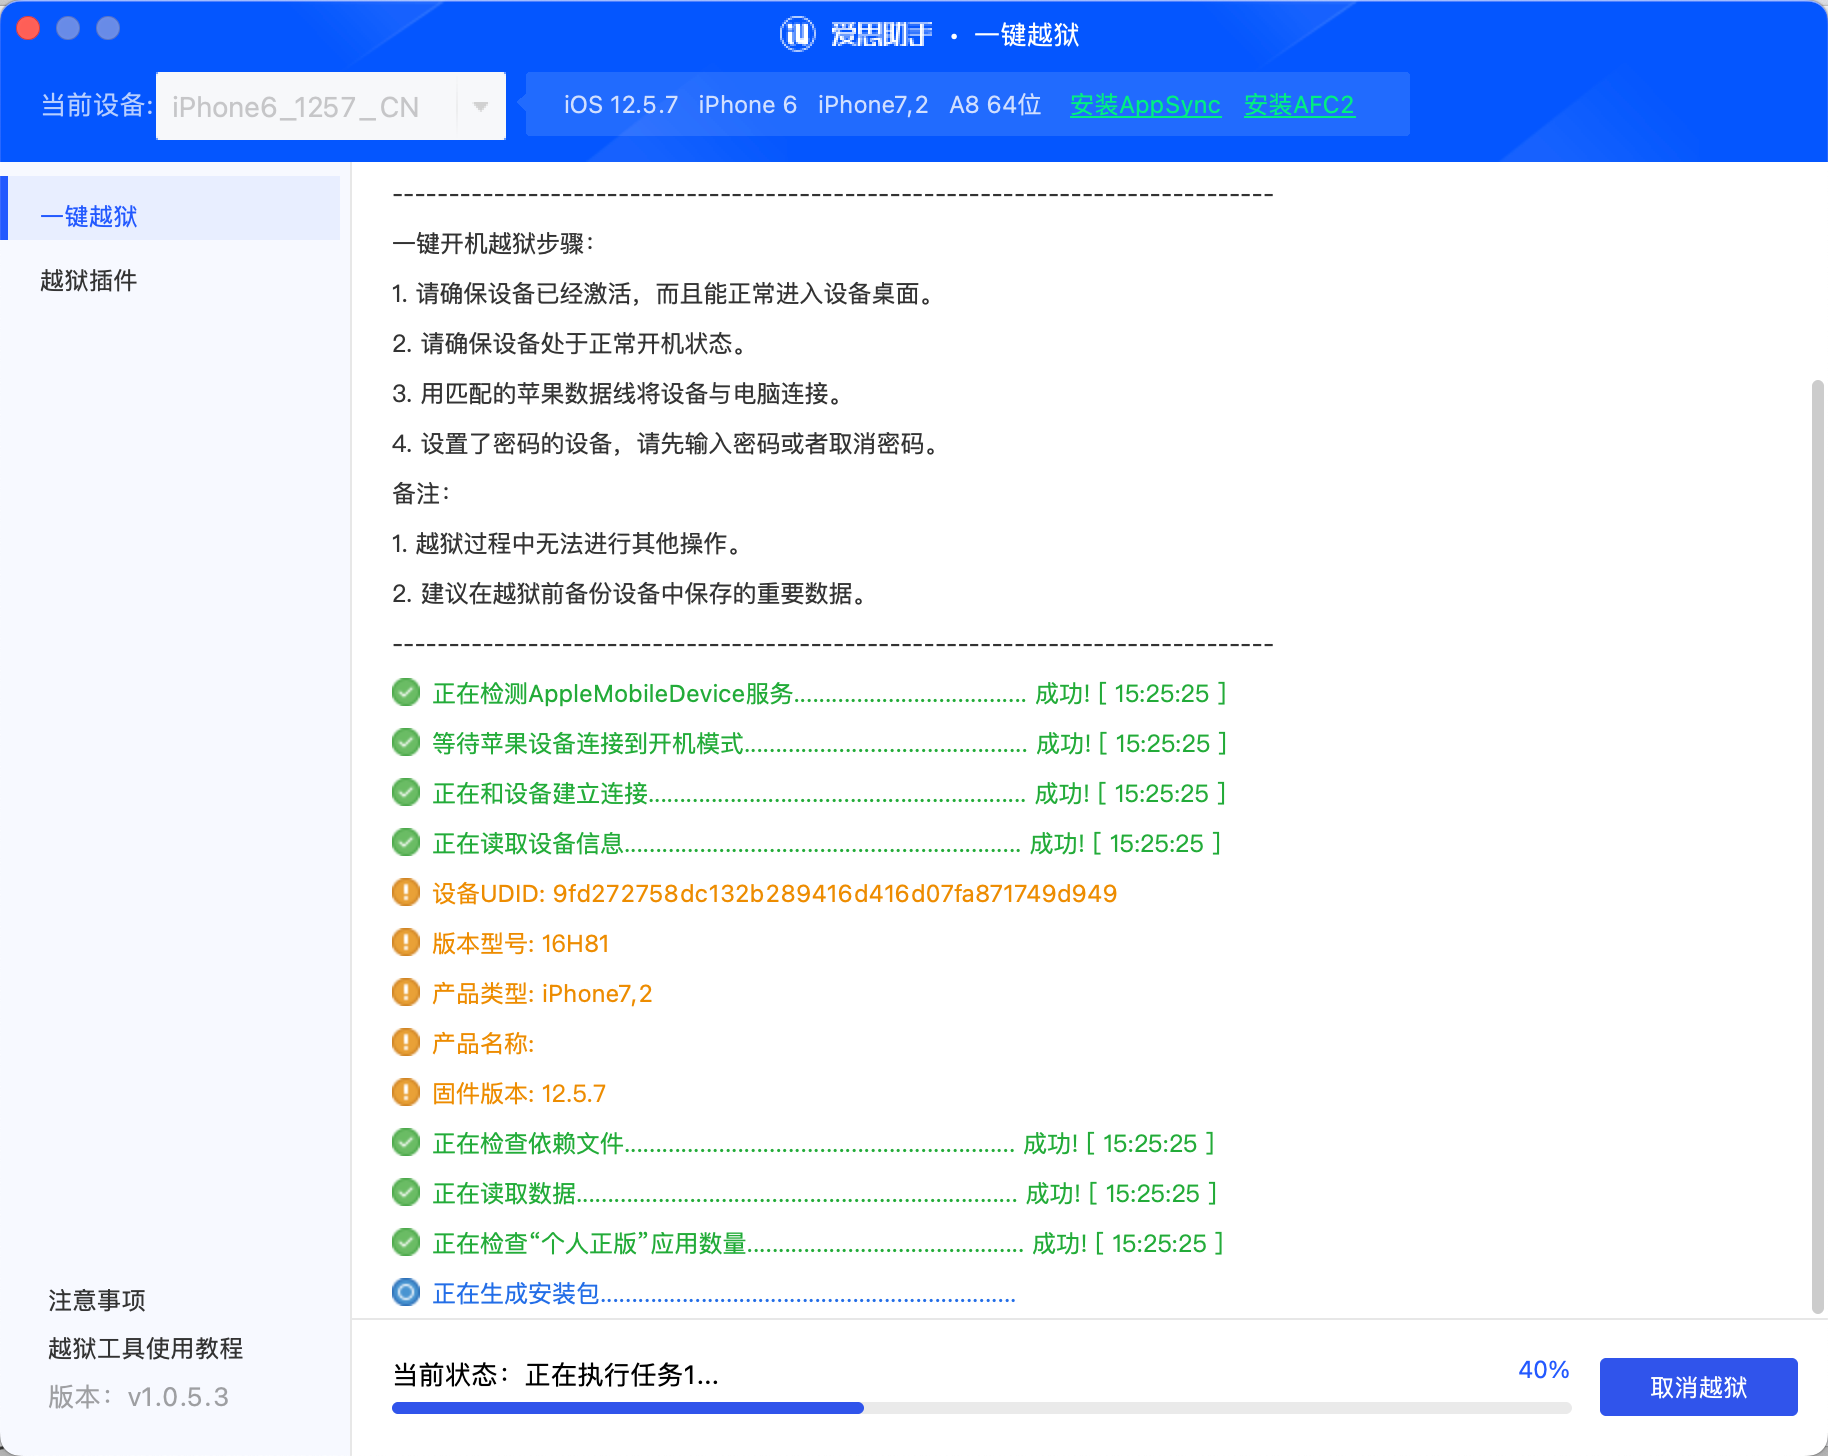 爱思助手 · 一键越狱
当前设备: iPhone6_1257_CN iOS 12.5.7 iPhone 6 iPhone7,2 A8 64位 安装AppSync 安装AFC2
一键越狱
越狱插件
--------------------------------------------------------------------------------
一键开机越狱步骤：
1. 请确保设备已经激活，而且能正常进入设备桌面。
2. 请确保设备处于正常开机状态。
3. 用匹配的苹果数据线将设备与电脑连接。
4. 设置了密码的设备，请先输入密码或者取消密码。
备注：
1. 越狱过程中无法进行其他操作。
2. 建议在越狱前备份设备中保存的重要数据。
--------------------------------------------------------------------------------
正在检测AppleMobileDevice服务..................................... 成功! [ 15:25:25 ]
等待苹果设备连接到开机模式............................................. 成功! [ 15:25:25 ]
正在和设备建立连接............................................................ 成功! [ 15:25:25 ]
正在读取设备信息............................................................... 成功! [ 15:25:25 ]
设备UDID: 9fd272758dc132b289416d416d07fa871749d949
版本型号: 16H81
产品类型: iPhone7,2
产品名称:
固件版本: 12.5.7
正在检查依赖文件.............................................................. 成功! [ 15:25:25 ]
正在读取数据...................................................................... 成功! [ 15:25:25 ]
正在检查“个人正版”应用数量............................................ 成功! [ 15:25:25 ]
正在生成安装包..................................................................
注意事项
越狱工具使用教程
版本：v1.0.5.3
当前状态：正在执行任务1...
40%
取消越狱